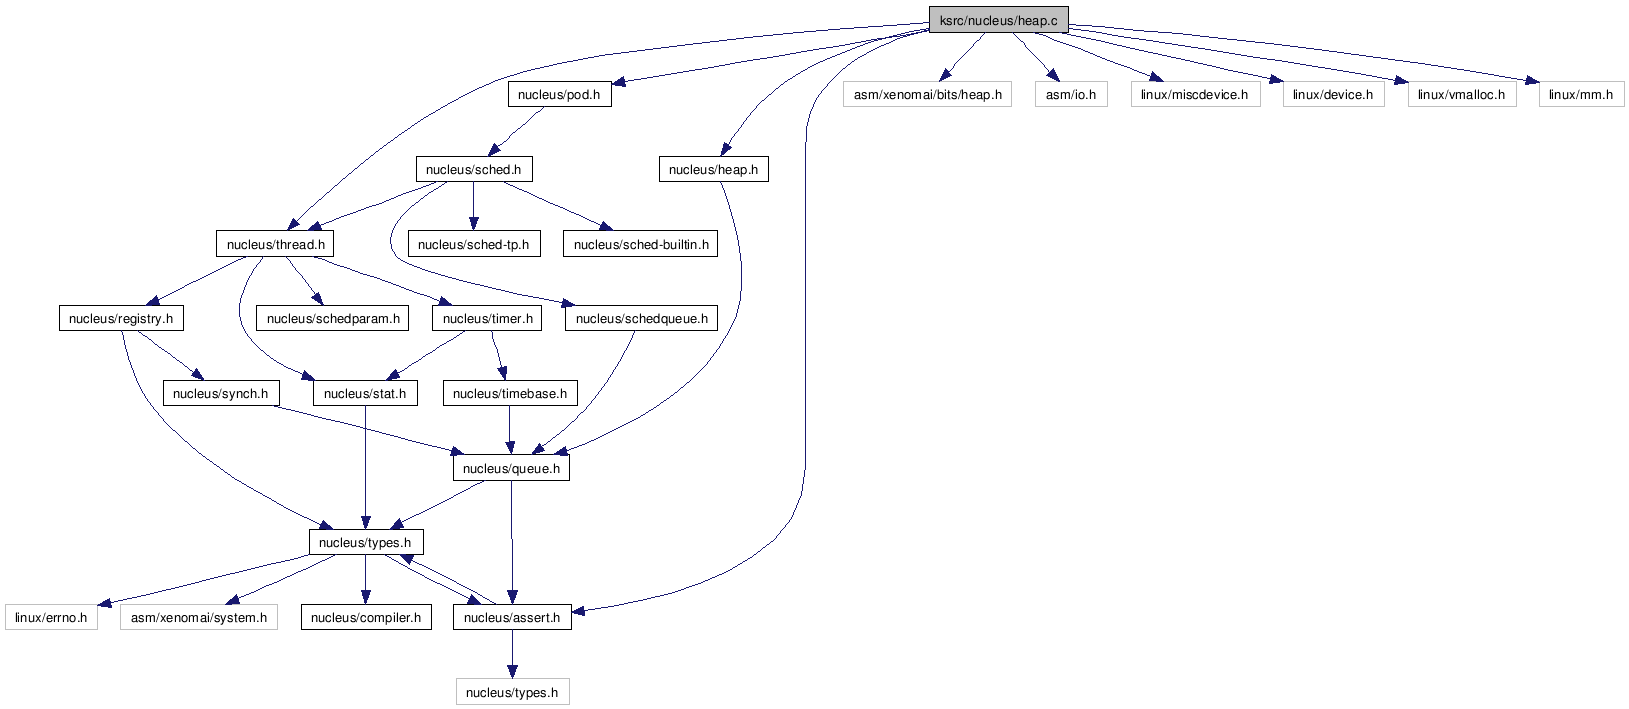 ksrc/nucleus/heap.c
nucleus/pod.h
asm/xenomai/bits/heap.h
asm/io.h
linux/miscdevice.h
linux/device.h
linux/vmalloc.h
linux/mm.h
nucleus/sched.h
nucleus/heap.h
nucleus/thread.h
nucleus/sched-tp.h
nucleus/sched-builtin.h
nucleus/registry.h
nucleus/schedparam.h
nucleus/timer.h
nucleus/schedqueue.h
nucleus/synch.h
nucleus/stat.h
nucleus/timebase.h
nucleus/queue.h
nucleus/types.h
linux/errno.h
asm/xenomai/system.h
nucleus/compiler.h
nucleus/assert.h
nucleus/types.h